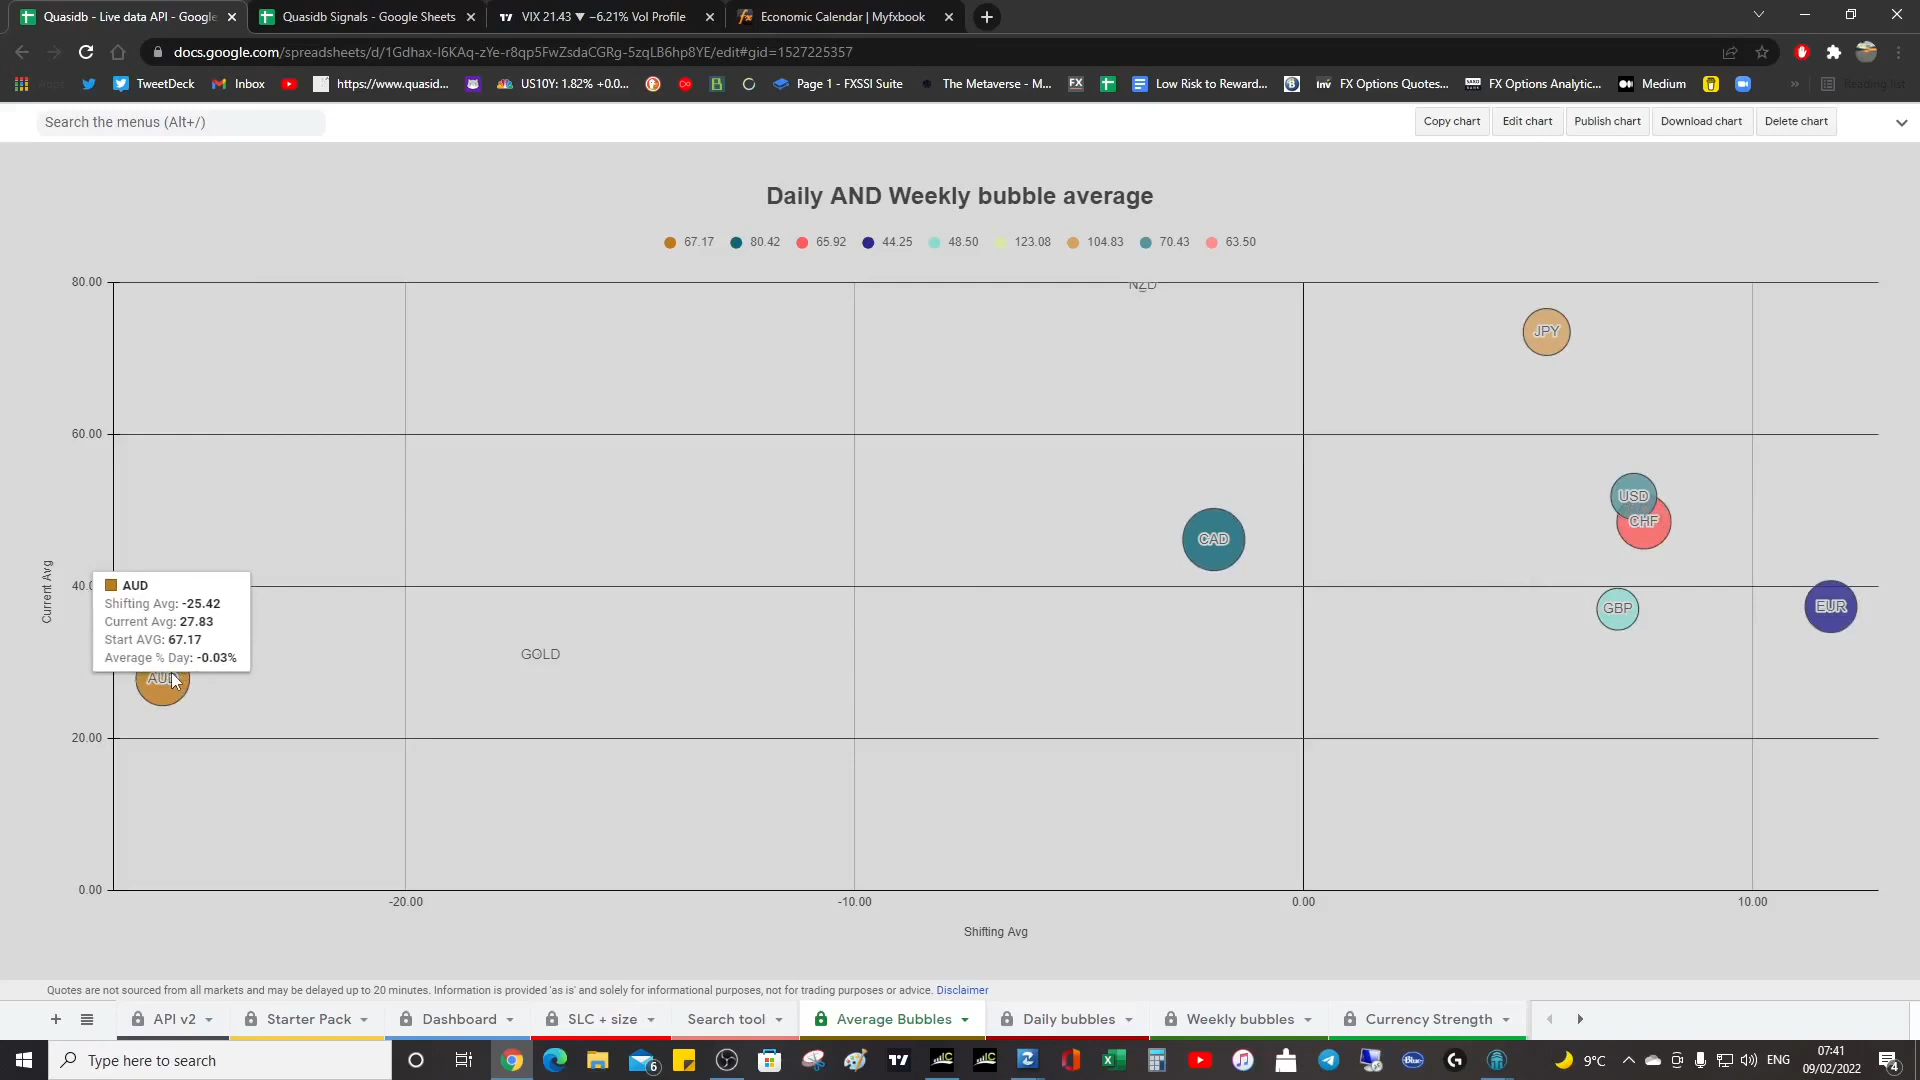 Quasidb - Live data API - Google
Quasidb Signals - Google Sheets
VIX 21.43 ▼ −6.21% Vol Profile
Economic Calendar | Myfxbook
docs.google.com/spreadsheets/d/1Gdhax-I6KAq-zYe-r8qp5FwZsdaCGRg-5zqLB6hp8YE/edit#gid=1527225357
Apps
TweetDeck
Inbox
https://www.quasid...
US10Y: 1.82% +0.0...
Page 1 - FXSSI Suite
The Metaverse - M...
FX
Low Risk to Reward...
Inv
FX Options Quotes...
FX Options Analytic...
Medium
Reading list
Search the menus (Alt+/)
Copy chart
Edit chart
Publish chart
Download chart
Delete chart
Daily AND Weekly bubble average
67.17 80.42 65.92 44.25 48.50 123.08 104.83 70.43 63.50
80.00
NZD
JPY
60.00
USD
CHF
CAD
Current Avg
40.0
AUD
Shifting Avg: -25.42
Current Avg: 27.83
Start AVG: 67.17
Average % Day: -0.03%
GBP
EUR
GOLD
AUD
20.00
0.00
-20.00 -10.00 0.00 10.00
Shifting Avg
Quotes are not sourced from all markets and may be delayed up to 20 minutes. Information is provided 'as is' and solely for informational purposes, not for trading purposes or advice. Disclaimer
API v2
Starter Pack
Dashboard
SLC + size
Search tool
Average Bubbles
Daily bubbles
Weekly bubbles
Currency Strength
Type here to search
6
9°C
ENG
07:41
09/02/2022
4